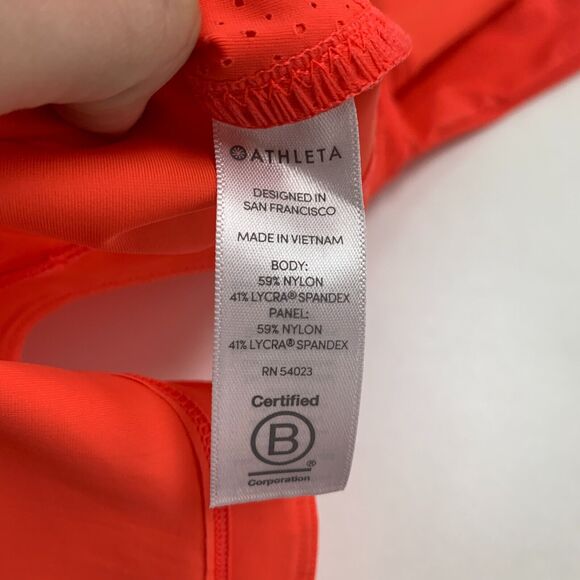 ATHLETA
DESIGNED IN
SAN FRANCISCO
MADE IN VIETNAM
BODY:
59% NYLON
41% LYCRA® SPANDEX
PANEL:
59% NYLON
41% LYCRA® SPANDEX
RN 54023
Certified
B
®
Corporation